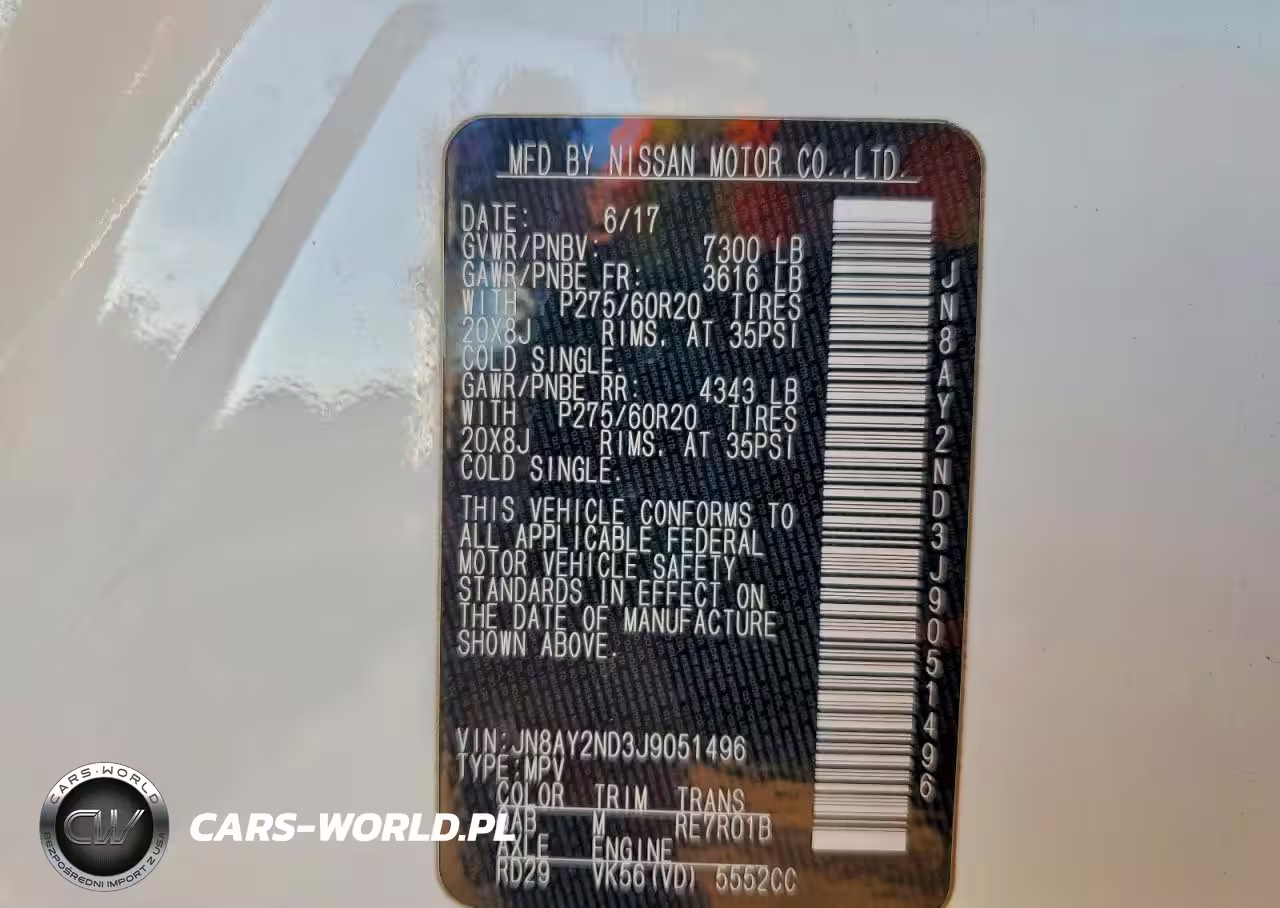 MFD BY NISSAN MOTOR CO.,LTD.
DATE: 6/17
GVWR/PNBV: 7300 LB
GAWR/PNBE FR: 3616 LB
WITH P275/60R20 TIRES
20X8J RIMS, AT 35PSI
COLD SINGLE.
GAWR/PNBE RR: 4343 LB
WITH P275/60R20 TIRES
20X8J RIMS, AT 35PSI
COLD SINGLE.
THIS VEHICLE CONFORMS TO
ALL APPLICABLE FEDERAL
MOTOR VEHICLE SAFETY
STANDARDS IN EFFECT ON
THE DATE OF MANUFACTURE
SHOWN ABOVE.
VIN:JN8AY2ND3J9051496
TYPE:MPV
COLOR TRIM TRANS
QAB M RE7R01B
AXLE ENGINE
RD29 VK56(VD) 5552CC
JN8AY2ND3J9051496
CARS-WORLD
CW
BEZPOŚREDNI IMPORT Z USA
CARS-WORLD.PL